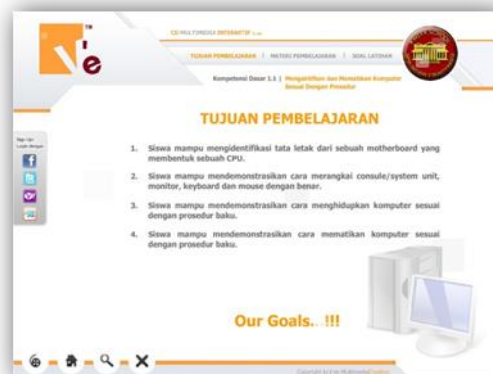 CD MULTIMEDIA INTERAKTIF
TUJUAN PEMBELAJARAN | MATERI PEMBELAJARAN | SOAL LATIHAN
Kompetensi Dasar 1.1 | Mengaktifkan dan Mematikan Komputer
Sesuai Dengan Prosedur
TUJUAN PEMBELAJARAN
1. Siswa mampu mengidentifikasi tata letak dari sebuah motherboard yang
membentuk sebuah CPU.
2. Siswa mampu mendemonstrasikan cara merangkai consule/system unit,
monitor, keyboard dan mouse dengan benar.
3. Siswa mampu mendemonstrasikan cara menghidupkan komputer sesuai
dengan prosedur baku.
4. Siswa mampu mendemonstrasikan cara mematikan komputer sesuai
dengan prosedur baku.
Our Goals...!!!